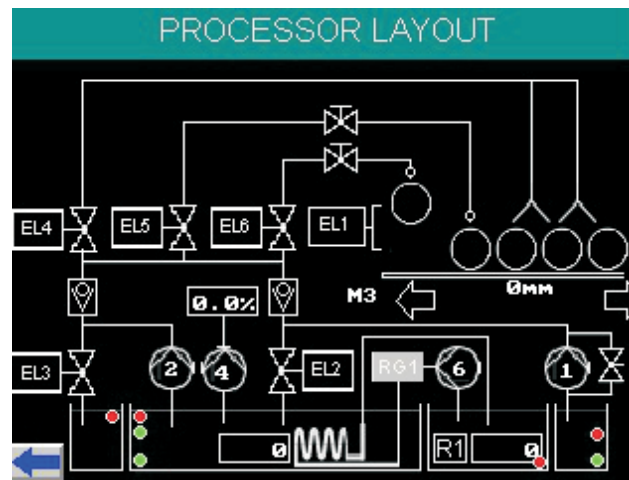 PROCESSOR LAYOUT
EL4
EL5
EL6
EL1
0.0%
M3
0mm
EL3
2
4
EL2
RG1
6
1
0
R1
0